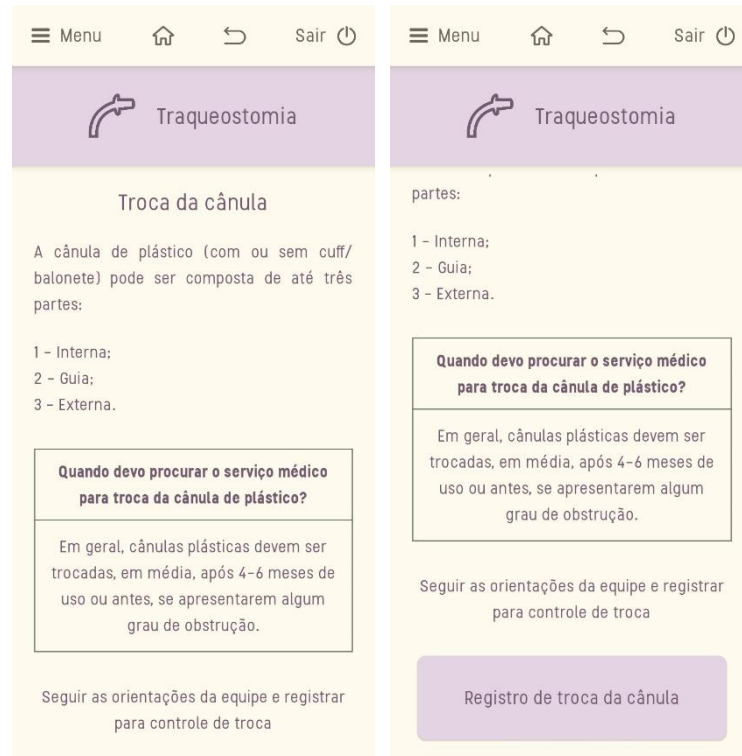 Menu
Sair
Traqueostomia
Troca da cânula
A cânula de plástico (com ou sem cuff/
balonete) pode ser composta de até três
partes:
1 – Interna;
2 – Guia;
3 – Externa.
Quando devo procurar o serviço médico
para troca da cânula de plástico?
Em geral, cânulas plásticas devem ser
trocadas, em média, após 4-6 meses de
uso ou antes, se apresentarem algum
grau de obstrução.
Seguir as orientações da equipe e registrar
para controle de troca
Menu
Sair
Traqueostomia
partes:
1 – Interna;
2 – Guia;
3 – Externa.
Quando devo procurar o serviço médico
para troca da cânula de plástico?
Em geral, cânulas plásticas devem ser
trocadas, em média, após 4-6 meses de
uso ou antes, se apresentarem algum
grau de obstrução.
Seguir as orientações da equipe e registrar
para controle de troca
Registro de troca da cânula